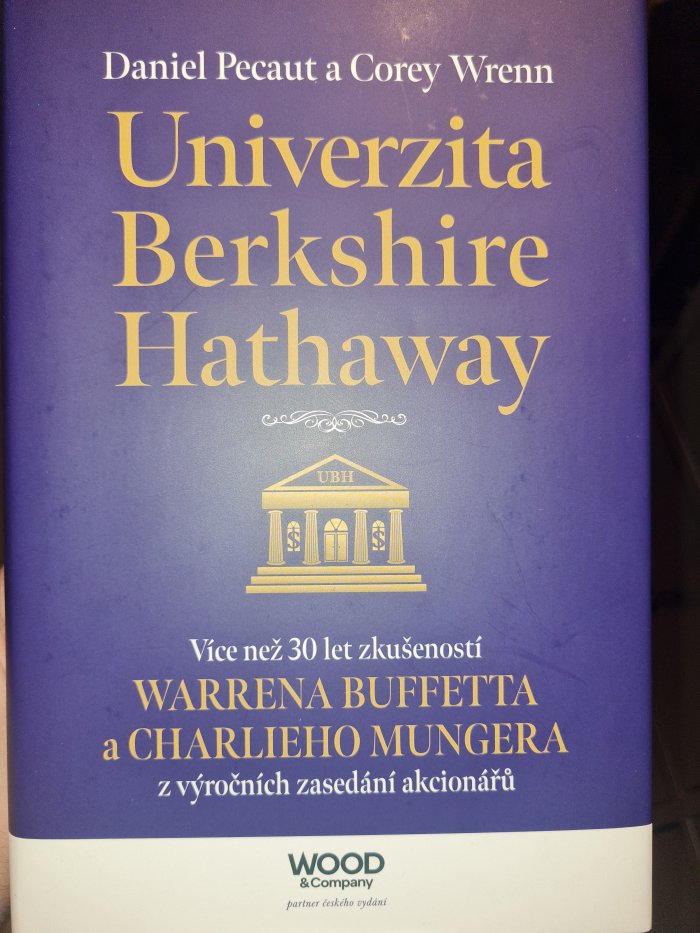 Daniel Pecaut a Corey Wrenn
Univerzita
Berkshire
Hathaway
UBH
$ $
Více než 30 let zkušeností
WARRENA BUFFETTA
a CHARLIEHO MUNGERA
z výročních zasedání akcionářů
WOOD
& Company
partner českého vydání